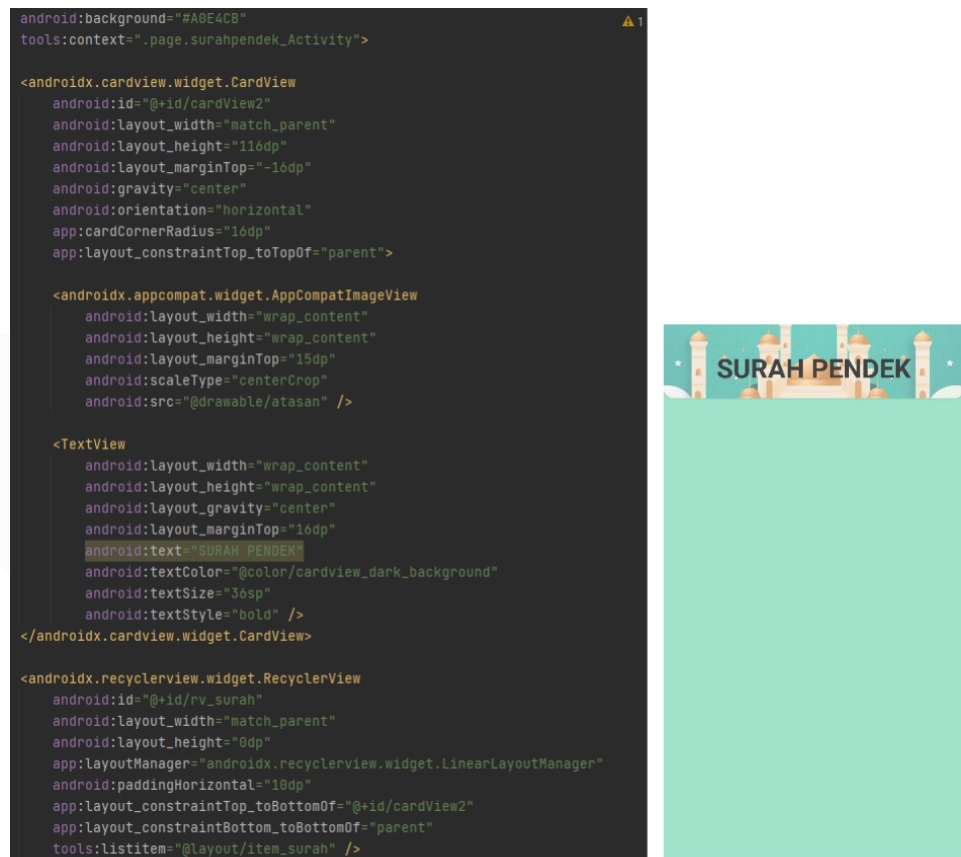 android:background="#A0E4CB"
1
tools:context=".page.surahpendek_Activity">
<androidx.cardview.widget.CardView
android:id="@+id/cardView2"
android:layout_width="match_parent"
android:layout_height="116dp"
android:layout_marginTop="-16dp"
android:gravity="center"
android:orientation="horizontal"
app:cardCornerRadius="16dp"
app:layout_constraintTop_toTopOf="parent">
<androidx.appcompat.widget.AppCompatImageView
android:layout_width="wrap_content"
android:layout_height="wrap_content"
android:layout_marginTop="15dp"
android:scaleType="centerCrop"
android:src="@drawable/atasan" />
<TextView
android:layout_width="wrap_content"
android:layout_height="wrap_content"
android:layout_gravity="center"
android:layout_marginTop="16dp"
android:text="SURAH PENDEK"
android:textColor="@color/cardview_dark_background"
android:textSize="36sp"
android:textStyle="bold" />
</androidx.cardview.widget.CardView>
<androidx.recyclerview.widget.RecyclerView
android:id="@+id/rv_surah"
android:layout_width="match_parent"
android:layout_height="0dp"
app:layoutManager="androidx.recyclerview.widget.LinearLayoutManager"
android:paddingHorizontal="10dp"
app:layout_constraintTop_toBottomOf="@+id/cardView2"
app:layout_constraintBottom_toBottomOf="parent"
tools:listitem="@layout/item_surah" />
SURAH PENDEK